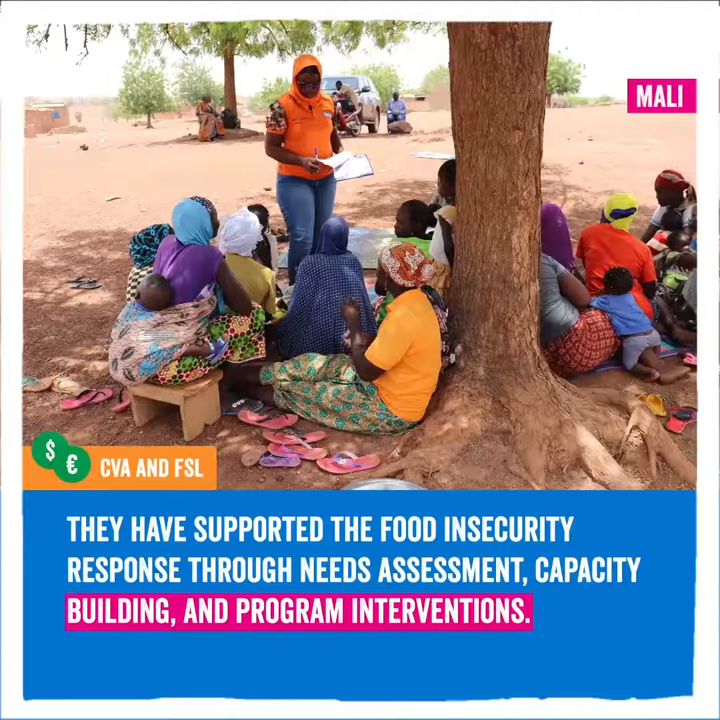 MALI
$
€
CVA AND FSL
THEY HAVE SUPPORTED THE FOOD INSECURITY
RESPONSE THROUGH NEEDS ASSESSMENT, CAPACITY
BUILDING, AND PROGRAM INTERVENTIONS.